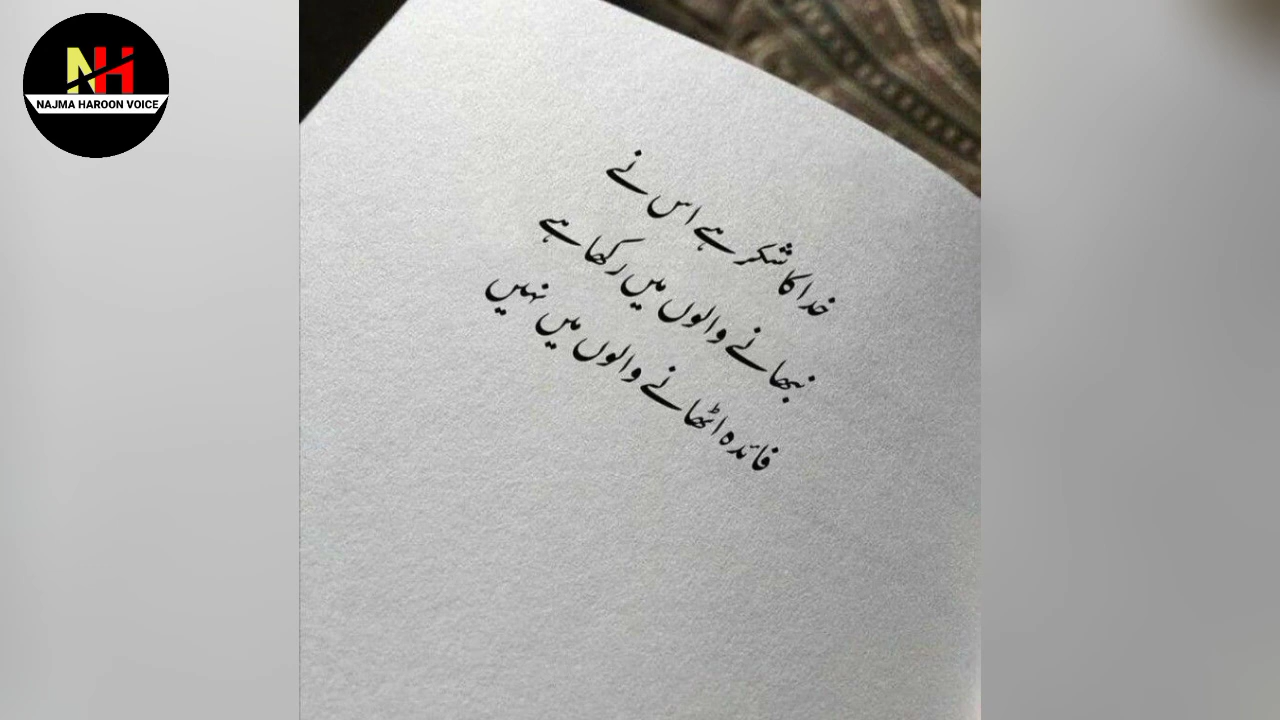 NH
NAJMA HAROON VOICE
خدا کا شکر ہے اس نے
نبھانے والوں میں رکھا ہے
فائدہ اٹھانے والوں میں نہیں